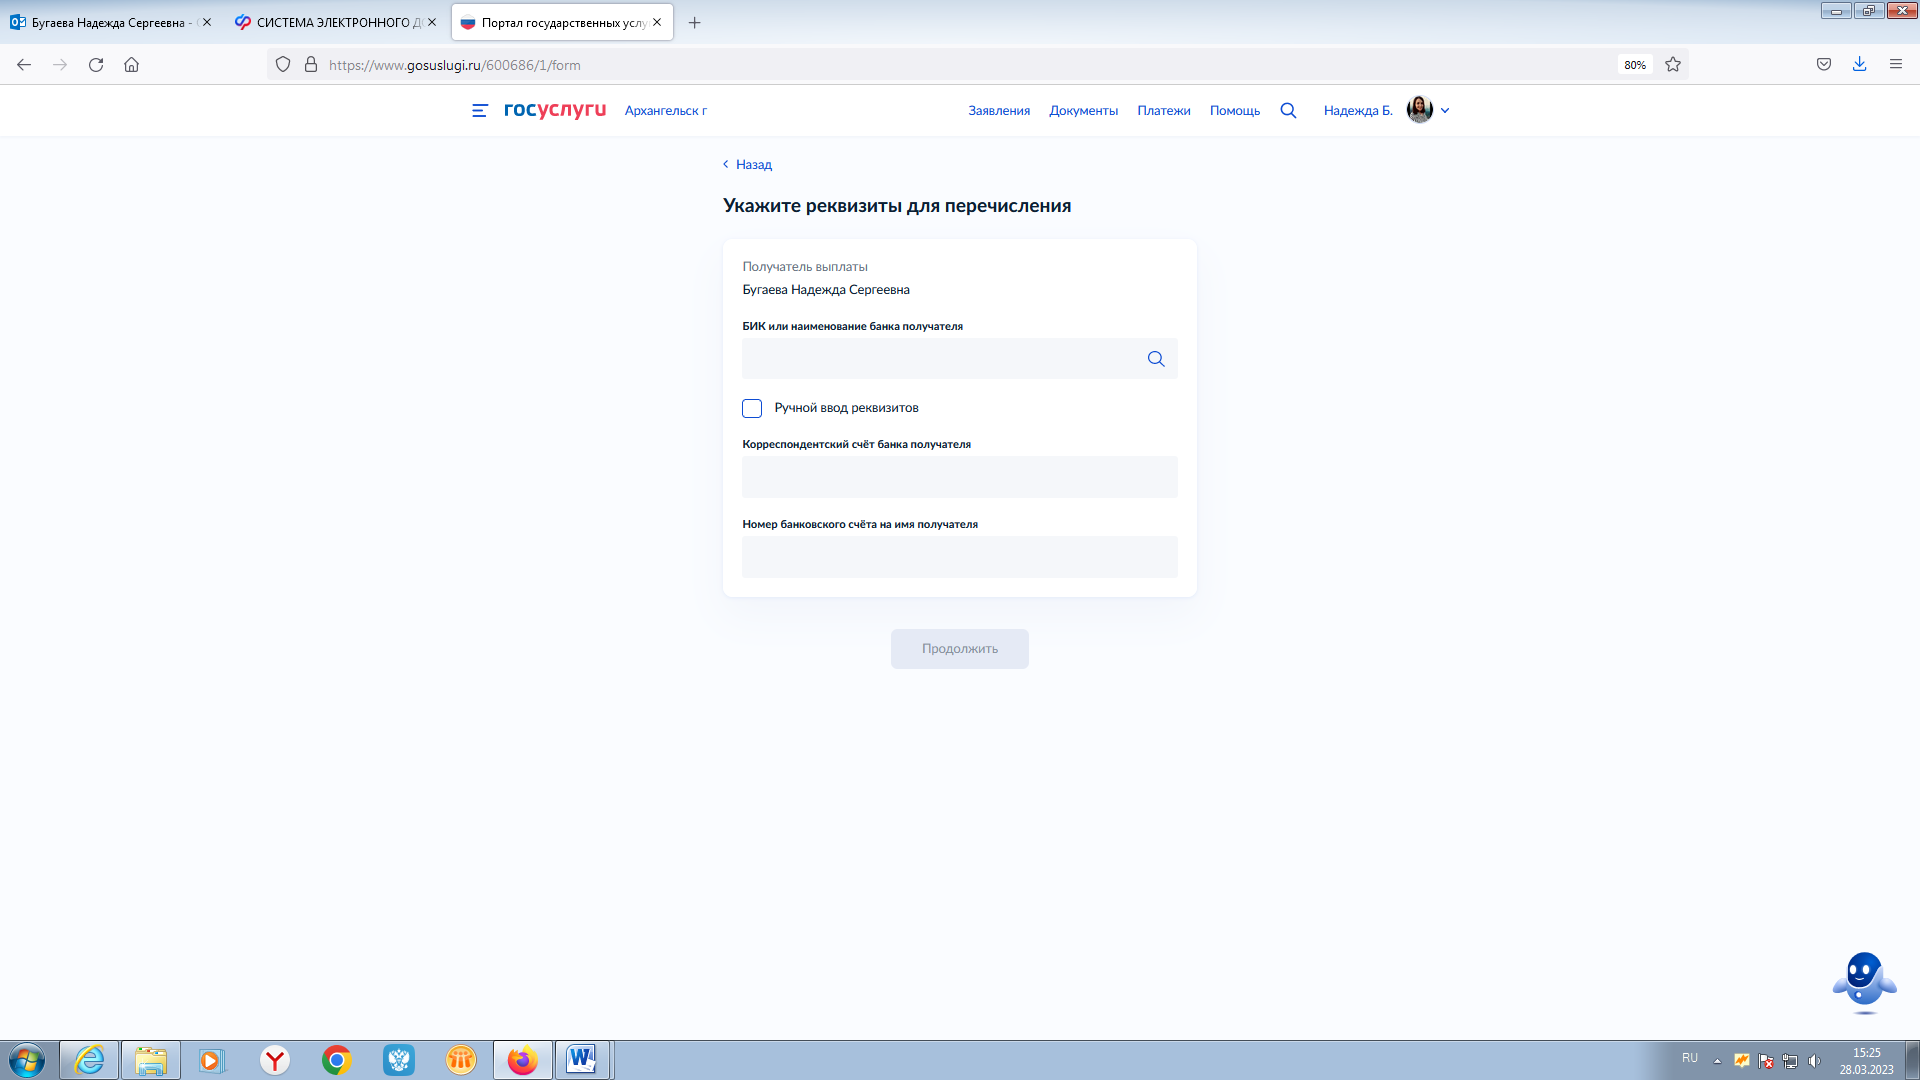 Бугаева Надежда Сергеевна -
СИСТЕМА ЭЛЕКТРОННОГО
Портал государственных услу
https://www.gosuslugi.ru/600686/1/form
80%
госуслуги
Архангельск г
Заявления
Документы
Платежи
Помощь
Надежда Б.
Назад
Укажите реквизиты для перечисления
Получатель выплаты
Бугаева Надежда Сергеевна
БИК или наименование банка получателя
Ручной ввод реквизитов
Корреспондентский счёт банка получателя
Номер банковского счёта на имя получателя
Продолжить
RU
15:25
28.03.2023